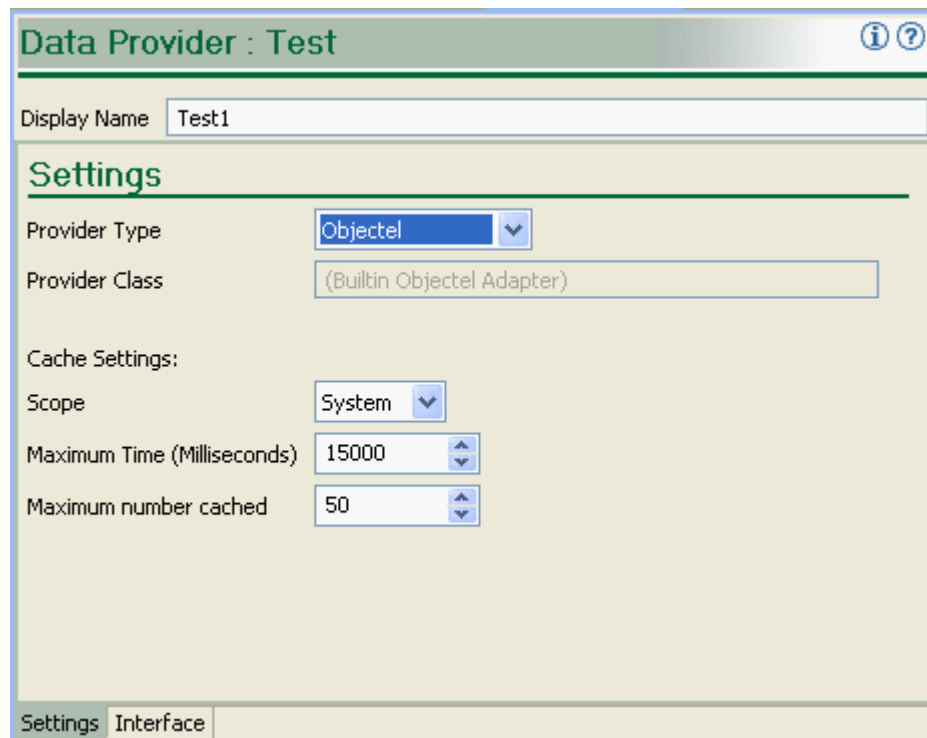 Data Provider : Test
Display Name Test1
Settings
Provider Type Objectel
Provider Class (Builtin Objectel Adapter)
Cache Settings:
Scope System
Maximum Time (Milliseconds) 15000
Maximum number cached 50
Settings Interface